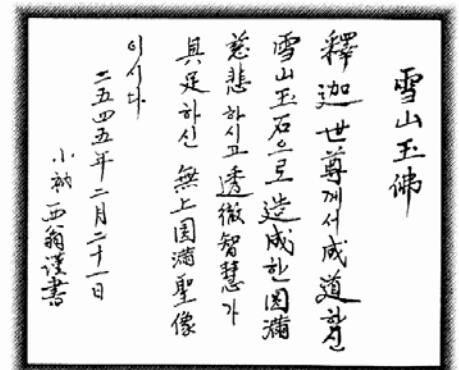 雪山玉佛
釋迦世尊께서 成道하신
雪山玉石으로 造成한 圓滿
慈悲하시고 透徹智慧가
具足하신 無上圓滿聖像
이시다
二五四五年二月二十一日
小衲 西翁謹書